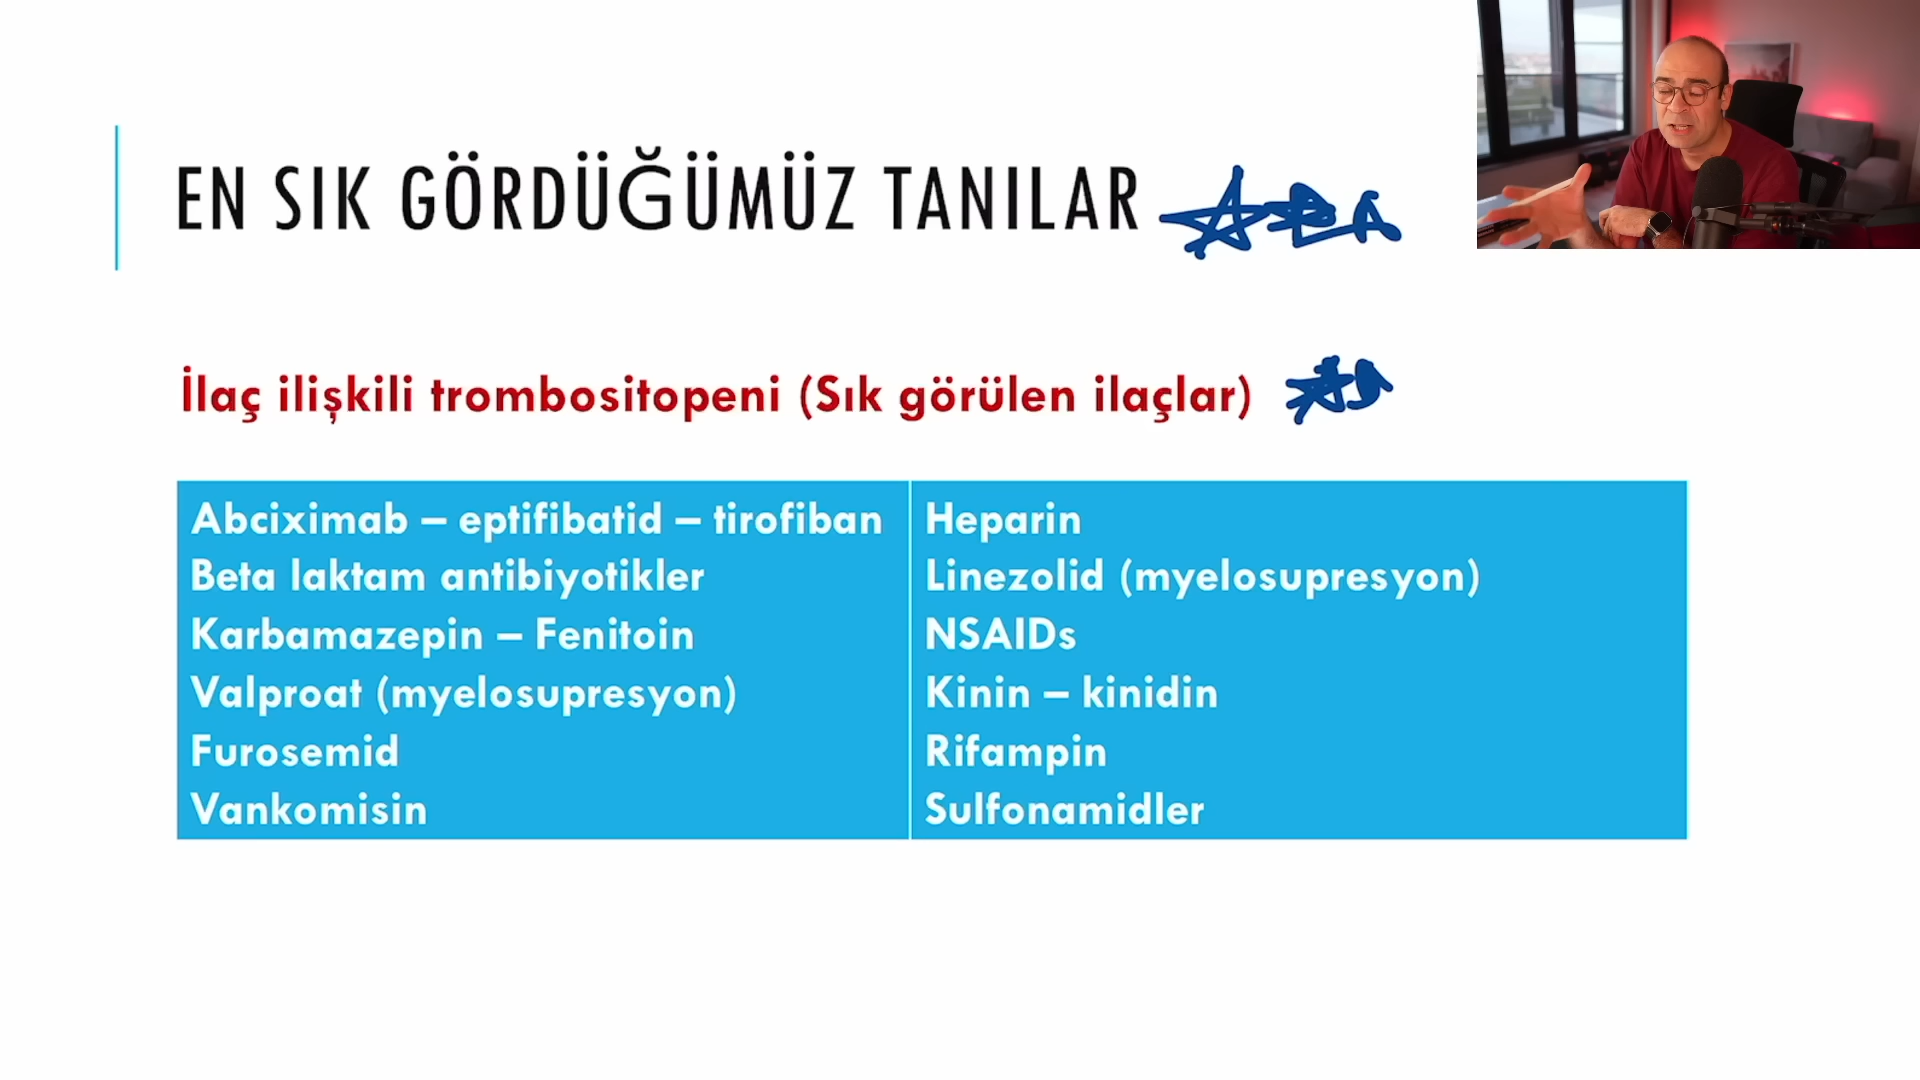 EN SIK GÖRDÜĞÜMÜZ TANILAR
İlaç ilişkili trombositopeni (Sık görülen ilaçlar)
Abciximab – eptifibatid – tirofiban
Beta laktam antibiyotikler
Karbamazepin – Fenitoin
Valproat (myelosupresyon)
Furosemid
Vankomisin
Heparin
Linezolid (myelosupresyon)
NSAIDs
Kinin – kinidin
Rifampin
Sulfonamidler